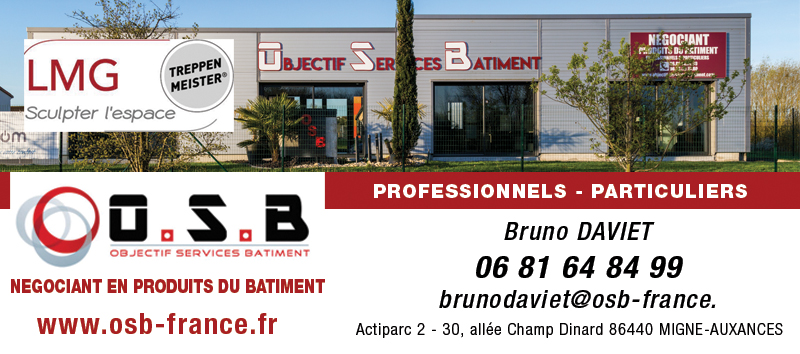 LMG
Sculpter l'espace
TREPPEN
MEISTER®
OBJECTIF SERVICES BATIMENT
NEGOCIANT
PRODUITS DU BATIMENT
om
PROFESSIONNELS - PARTICULIERS
O.S.B
OBJECTIF SERVICES BATIMENT
NEGOCIANT EN PRODUITS DU BATIMENT
www.osb-france.fr
Bruno DAVIET
06 81 64 84 99
brunodaviet@osb-france.
Actiparc 2 - 30, allée Champ Dinard 86440 MIGNE-AUXANCES